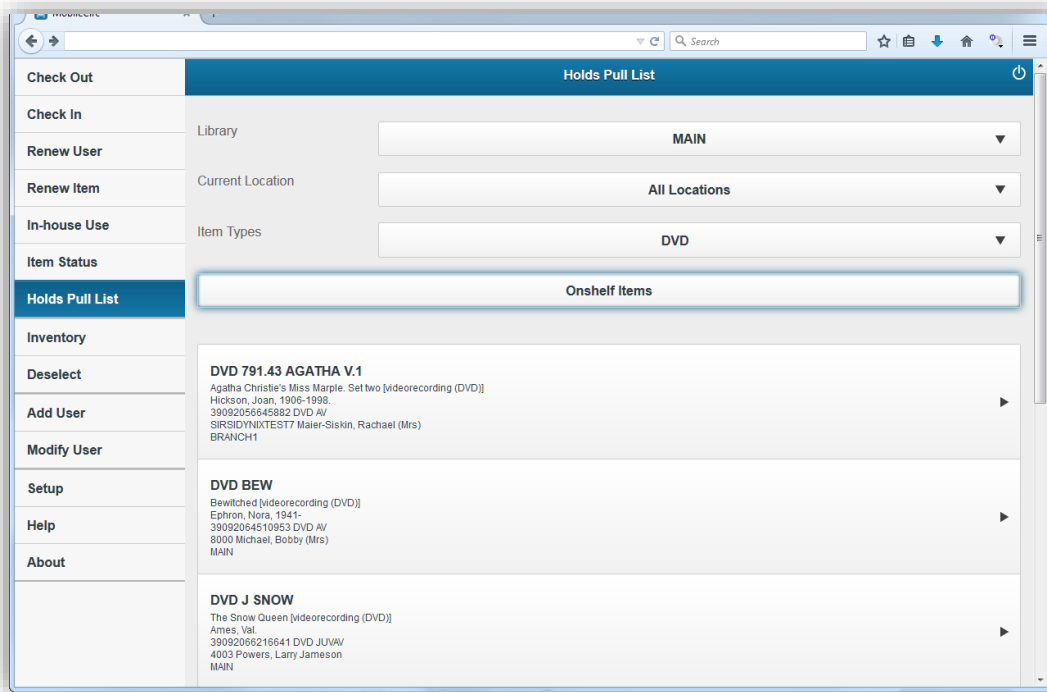 MobileCirc
Search
Check Out
Check In
Renew User
Renew Item
In-house Use
Item Status
Holds Pull List
Inventory
Deselect
Add User
Modify User
Setup
Help
About
Holds Pull List
Library
MAIN
Current Location
All Locations
Item Types
DVD
Onshelf Items
DVD 791.43 AGATHA V.1
Agatha Christie's Miss Marple. Set two [videorecording (DVD)]
Hickson, Joan, 1906-1998.
39092056645882 DVD AV
SIRSIDYNIXTEST7 Maier-Siskin, Rachael (Mrs)
BRANCH1
DVD BEW
Bewitched [videorecording (DVD)]
Ephron, Nora, 1941-
39092064510953 DVD AV
8000 Michael, Bobby (Mrs)
MAIN
DVD J SNOW
The Snow Queen [videorecording (DVD)]
Ames, Val.
39092066216641 DVD JUVAV
4003 Powers, Larry Jameson
MAIN